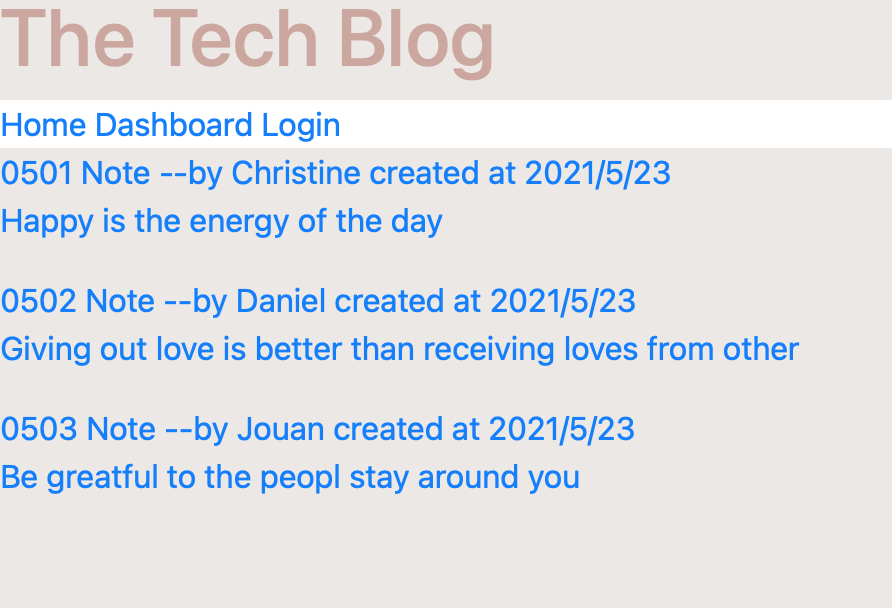 The Tech Blog
Home Dashboard Login
0501 Note --by Christine created at 2021/5/23
Happy is the energy of the day
0502 Note --by Daniel created at 2021/5/23
Giving out love is better than receiving loves from other
0503 Note --by Jouan created at 2021/5/23
Be greatful to the peopl stay around you